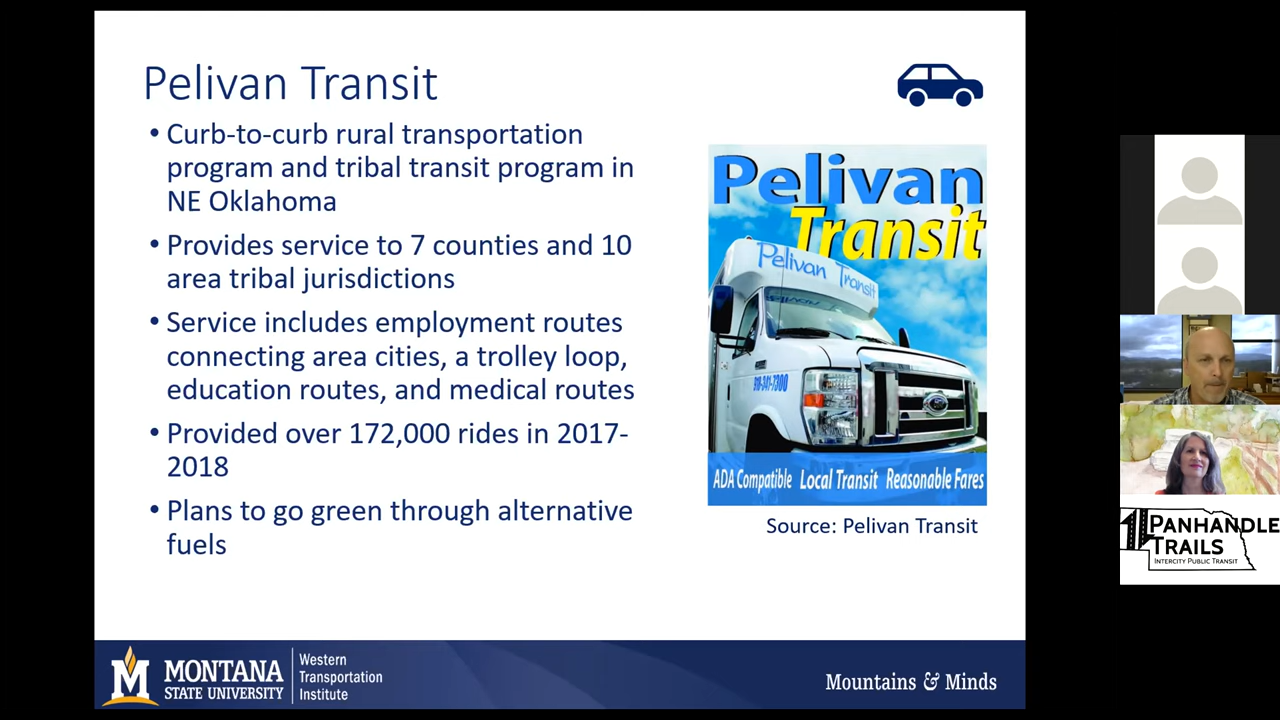 Pelivan Transit
• Curb-to-curb rural transportation
program and tribal transit program in
NE Oklahoma
• Provides service to 7 counties and 10
area tribal jurisdictions
• Service includes employment routes
connecting area cities, a trolley loop,
education routes, and medical routes
• Provided over 172,000 rides in 2017-
2018
• Plans to go green through alternative
fuels
Pelivan
Transit
Pelivan Transit
918-541-7300
Ford
ADA Compatible Local Transit Reasonable Fares
Source: Pelivan Transit
PANHANDLE
TRAILS
INTERCITY PUBLIC TRANSIT
M
MONTANA
STATE UNIVERSITY
Western
Transportation
Institute
Mountains & Minds